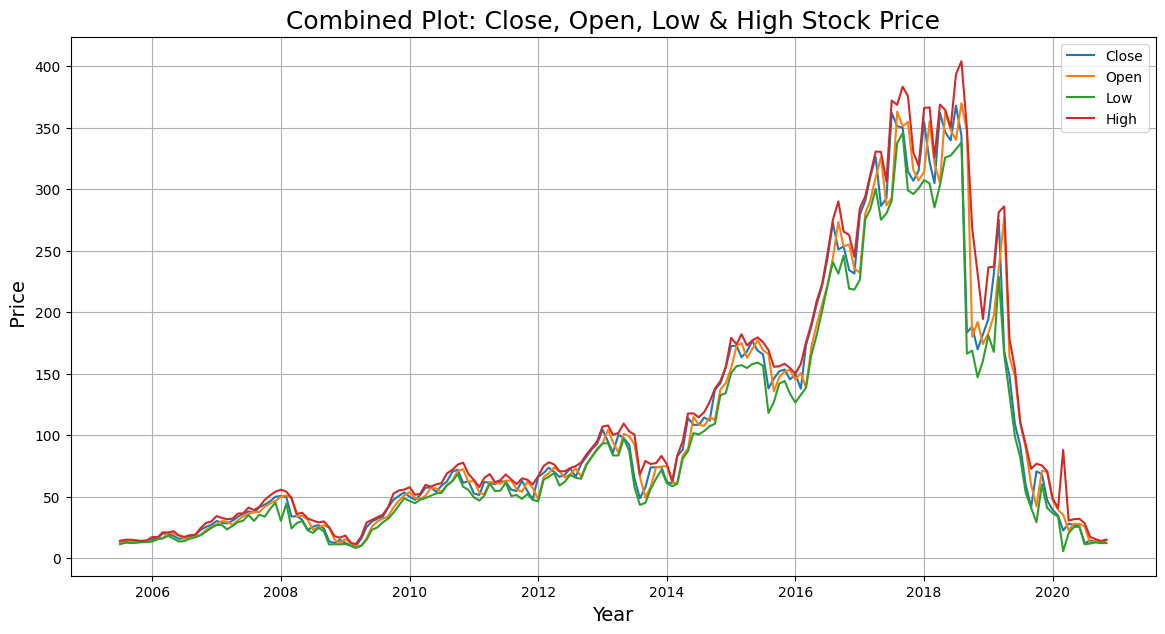 Combined Plot: Close, Open, Low & High Stock Price
Close
Open
Low
High
400
350
300
250
200
150
100
50
0
Price
2006
2008
2010
2012
2014
2016
2018
2020
Year